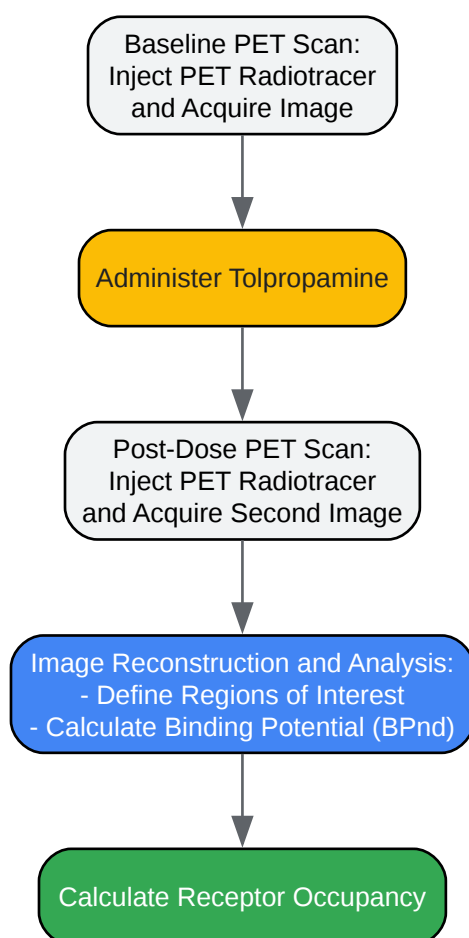 Baseline PET Scan:
Inject PET Radiotracer
and Acquire Image
Administer Tolpropamine
Post-Dose PET Scan:
Inject PET Radiotracer
and Acquire Second Image
Image Reconstruction and Analysis:
- Define Regions of Interest
- Calculate Binding Potential (BPnd)
Calculate Receptor Occupancy